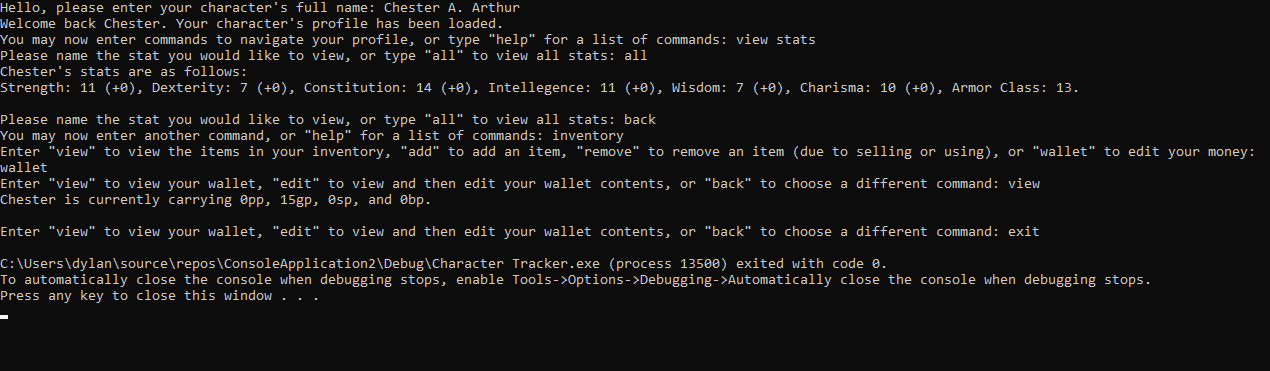 Hello, please enter your character's full name: Chester A. Arthur
Welcome back Chester. Your character's profile has been loaded.
You may now enter commands to navigate your profile, or type "help" for a list of commands: view stats
Please name the stat you would like to view, or type "all" to view all stats: all
Chester's stats are as follows:
Strength: 11 (+0), Dexterity: 7 (+0), Constitution: 14 (+0), Intellegence: 11 (+0), Wisdom: 7 (+0), Charisma: 10 (+0), Armor Class: 13.
Please name the stat you would like to view, or type "all" to view all stats: back
You may now enter another command, or "help" for a list of commands: inventory
Enter "view" to view the items in your inventory, "add" to add an item, "remove" to remove an item (due to selling or using), or "wallet" to edit your money:
wallet
Enter "view" to view your wallet, "edit" to view and then edit your wallet contents, or "back" to choose a different command: view
Chester is currently carrying 0pp, 15gp, 0sp, and 0bp.
Enter "view" to view your wallet, "edit" to view and then edit your wallet contents, or "back" to choose a different command: exit
C:\Users\dylan\source\repos\ConsoleApplication2\Debug\Character Tracker.exe (process 13500) exited with code 0.
To automatically close the console when debugging stops, enable Tools->Options->Debugging->Automatically close the console when debugging stops.
Press any key to close this window . . .